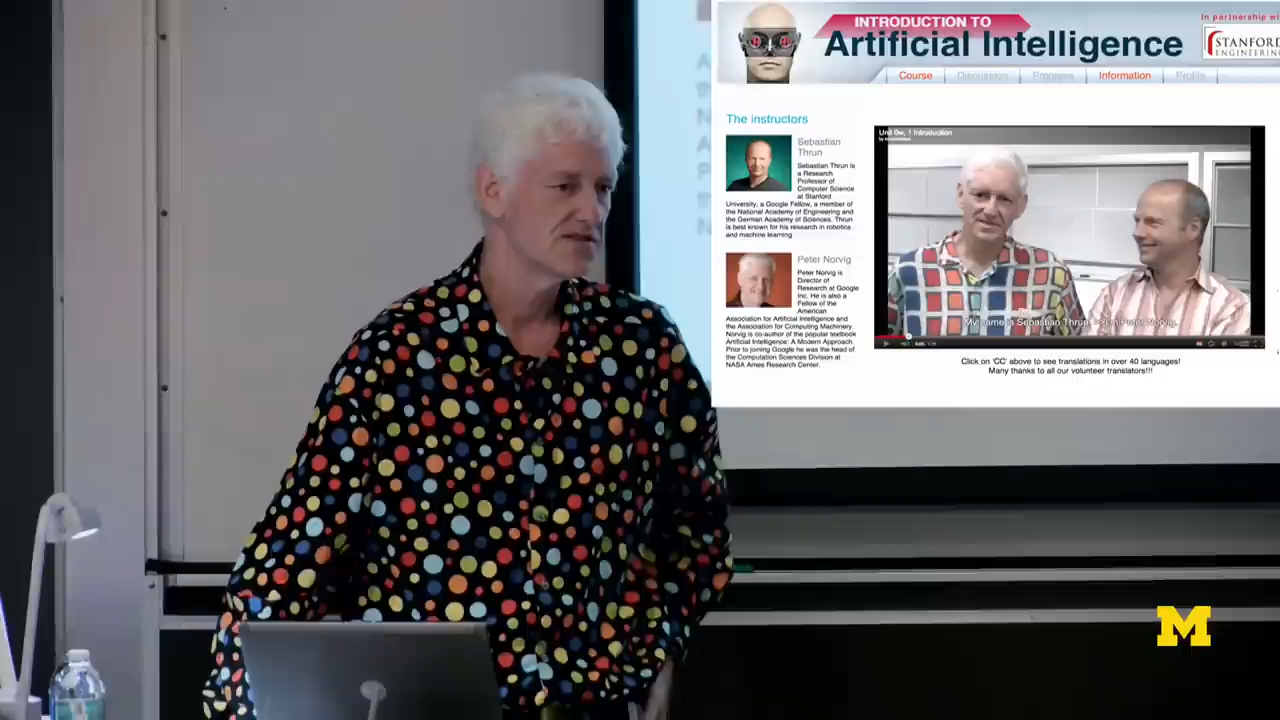 INTRODUCTION TO
Artificial Intelligence
In partnership wi
STANFORD
ENGINEERING
Course Discussion Progress Information Profile
The instructors
Sebastian
Thrun
Sebastian Thrun is
a Research
Professor of
Computer Science
at Stanford
University, a Google Fellow, a member of
the National Academy of Engineering and
the German Academy of Sciences. Thrun
is best known for his research in robotics
and machine learning
Peter Norvig
Peter Norvig is
Director of
Research at Google
Inc. He is also a
Fellow of the
American
Association for Artificial Intelligence and
the Association for Computing Machinery.
Norvig is co-author of the popular textbook
Artificial Intelligence: A Modern Approach.
Prior to joining Google he was the head of
the Computation Sciences Division at
NASA Ames Research Center.
Unit 0w, 1 Introduction
My name is Sebastian Thrun Peter Norvig.
Click on 'CC' above to see translations in over 40 languages!
Many thanks to all our volunteer translators!!!
M